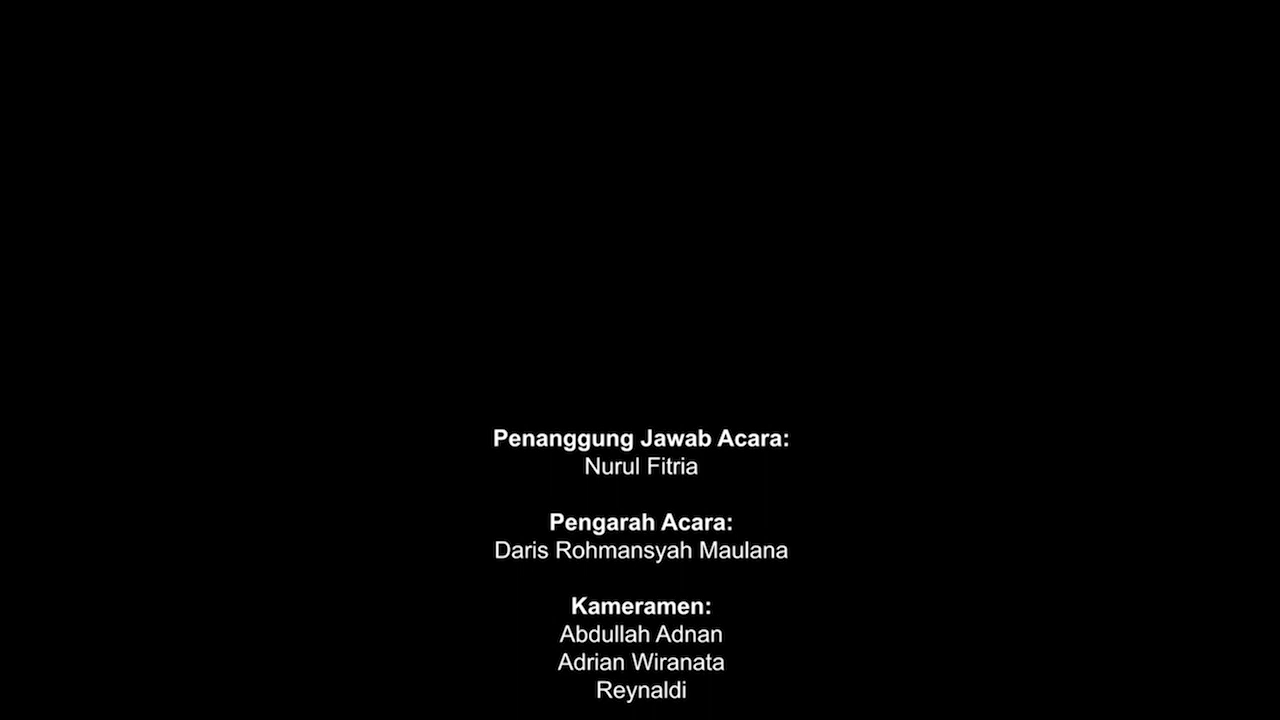 Penanggung Jawab Acara:
Nurul Fitria
Pengarah Acara:
Daris Rohmansyah Maulana
Kameramen:
Abdullah Adnan
Adrian Wiranata
Reynaldi